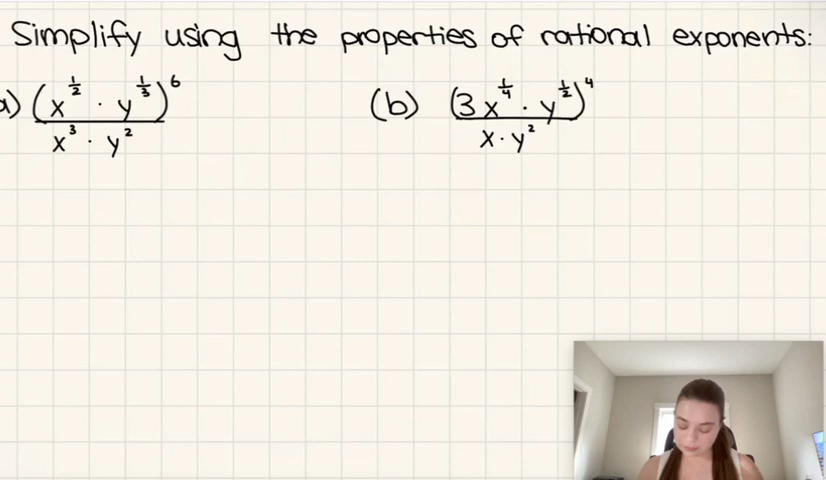 Simplify using the properties of rational exponents:
a) (x^{1/2} · y^{1/3})^6 (b) (3x^{1/4} · y^{1/2})^4
x^3 · y^2 x · y^2